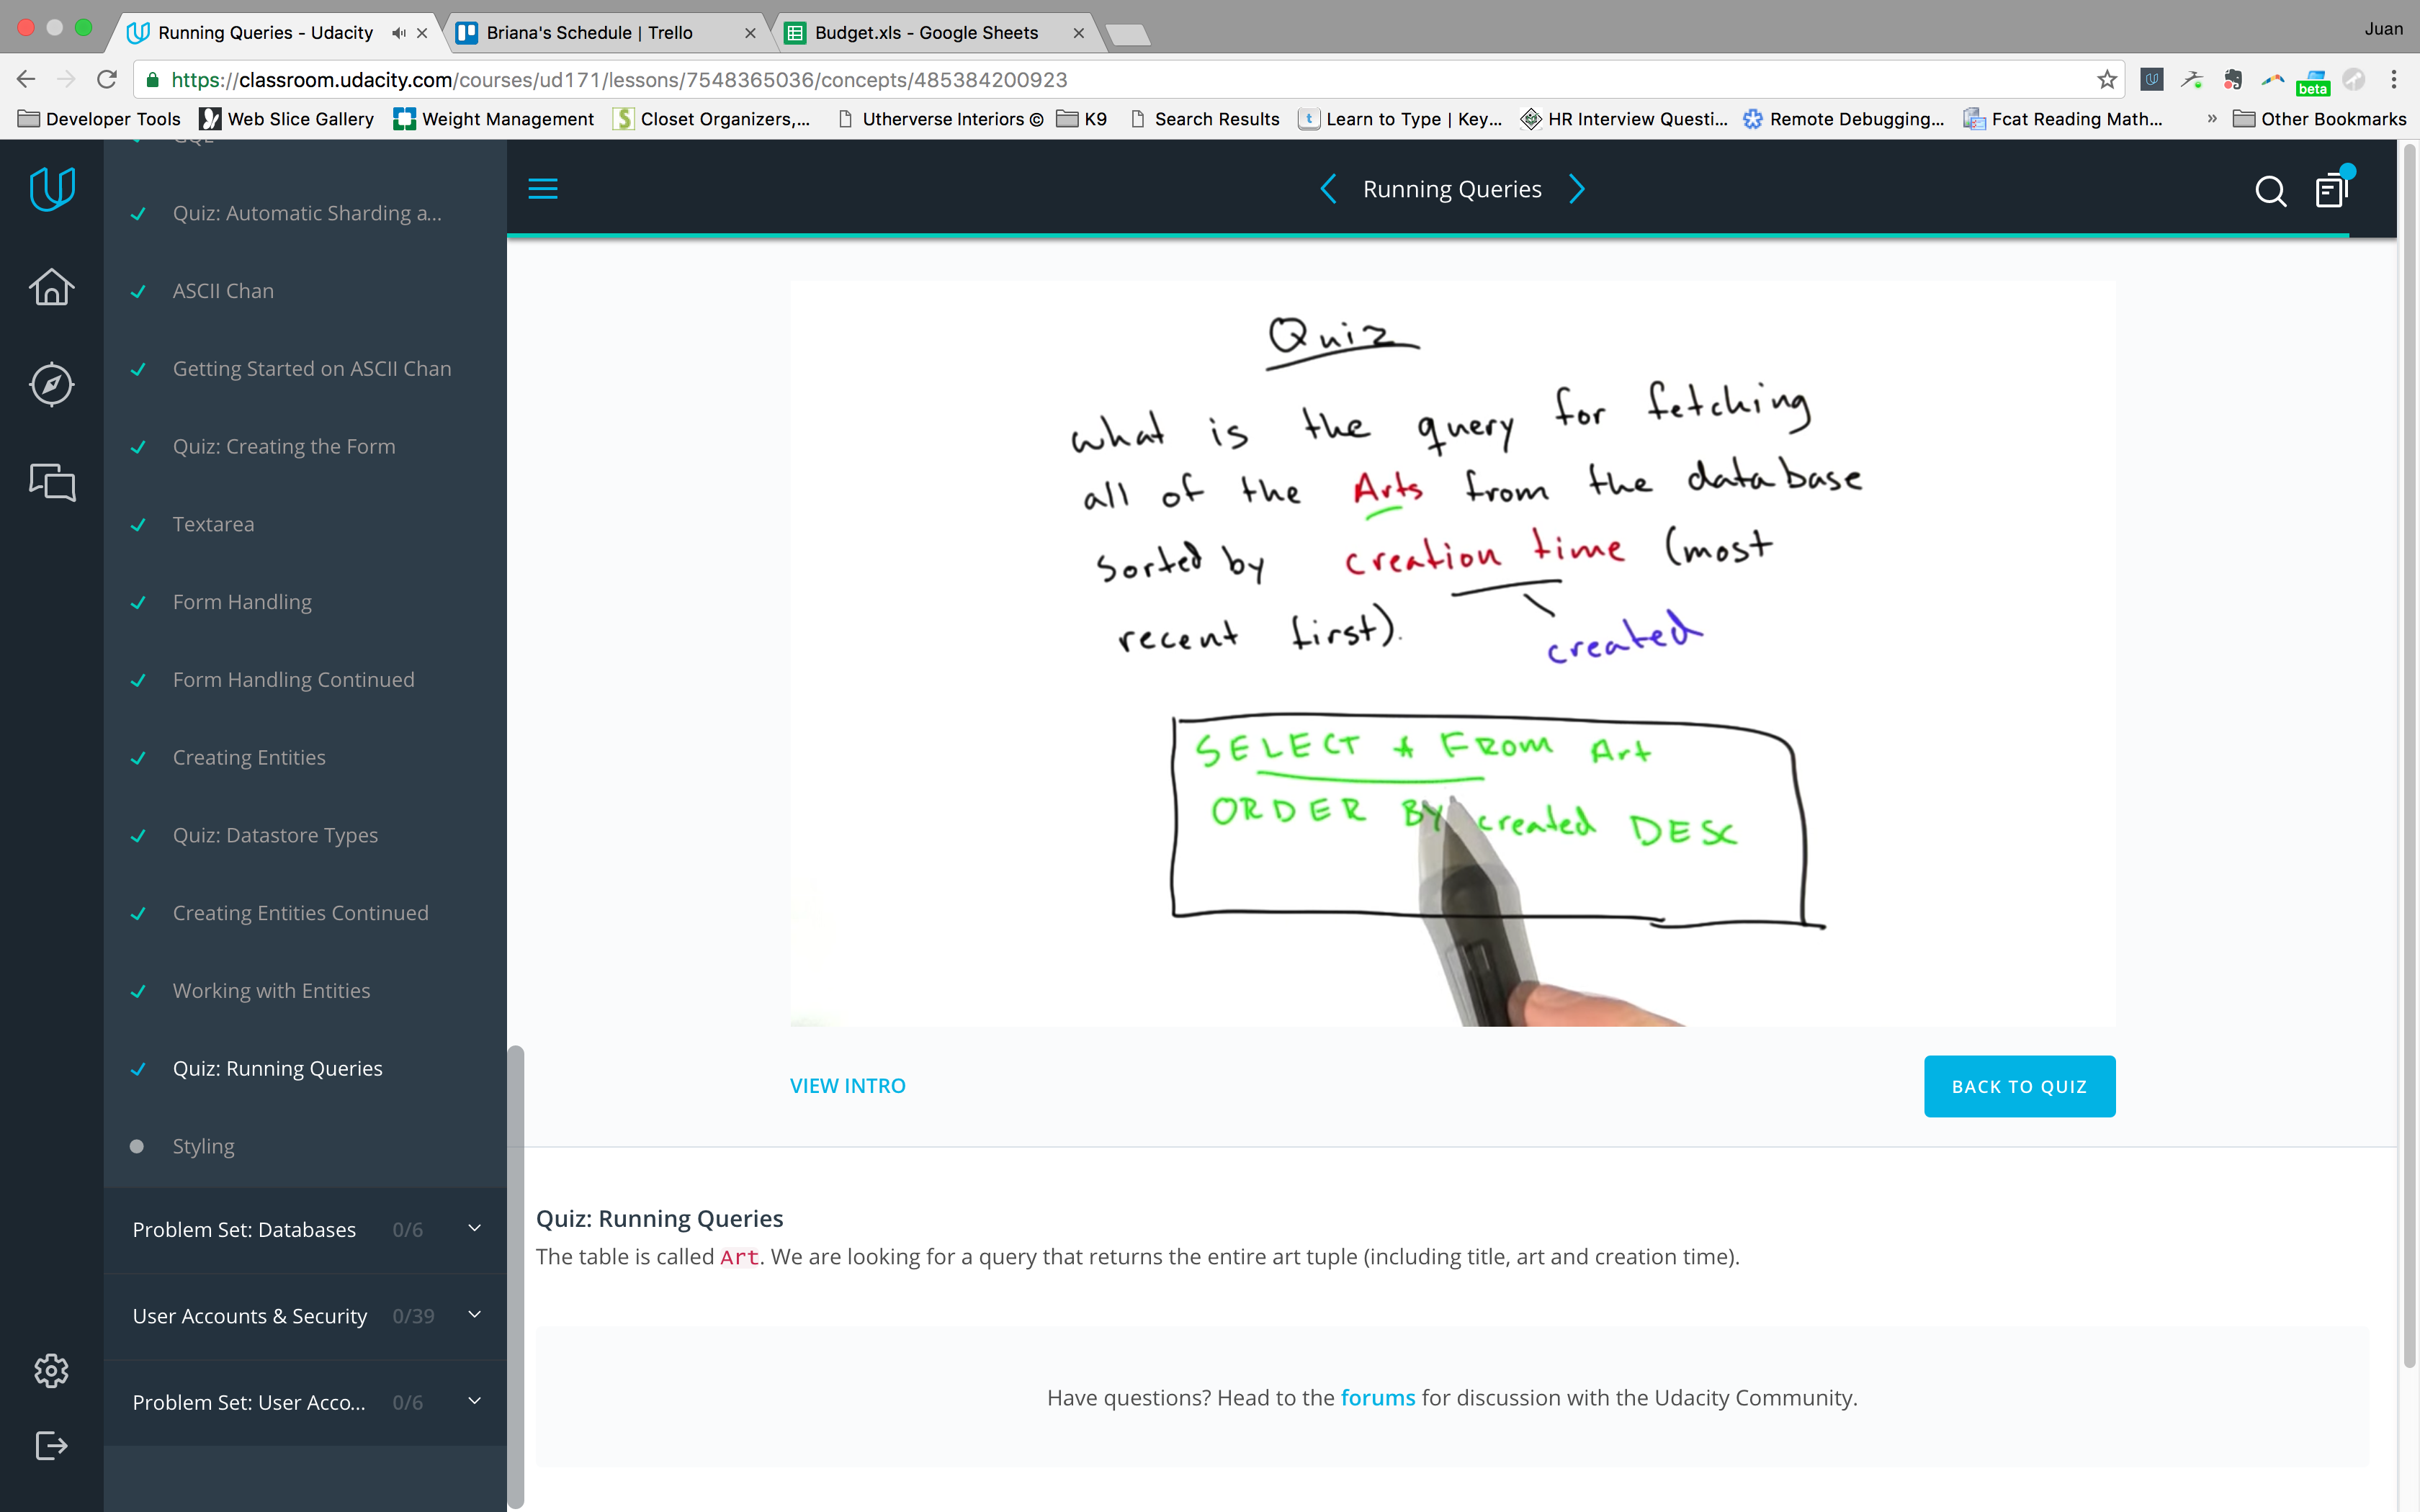 Running Queries - Udacity
Briana's Schedule | Trello
Budget.xls - Google Sheets
Juan
https://classroom.udacity.com/courses/ud171/lessons/7548365036/concepts/485384200923
beta
Developer Tools
Web Slice Gallery
Weight Management
Closet Organizers,...
Utherverse Interiors ©
K9
Search Results
Learn to Type | Key...
HR Interview Questi...
Remote Debugging...
Fcat Reading Math...
»
Other Bookmarks
Quiz: Automatic Sharding a...
ASCII Chan
Getting Started on ASCII Chan
Quiz: Creating the Form
Textarea
Form Handling
Form Handling Continued
Creating Entities
Quiz: Datastore Types
Creating Entities Continued
Working with Entities
Quiz: Running Queries
Styling
Problem Set: Databases 0/6
User Accounts & Security 0/39
Problem Set: User Acco... 0/6
Running Queries
Quiz
what is the query for fetching
all of the Arts from the database
sorted by creation time (most
recent first).
created
SELECT * FROM Art
ORDER BY created DESC
VIEW INTRO
BACK TO QUIZ
Quiz: Running Queries
The table is called Art. We are looking for a query that returns the entire art tuple (including title, art and creation time).
Have questions? Head to the forums for discussion with the Udacity Community.